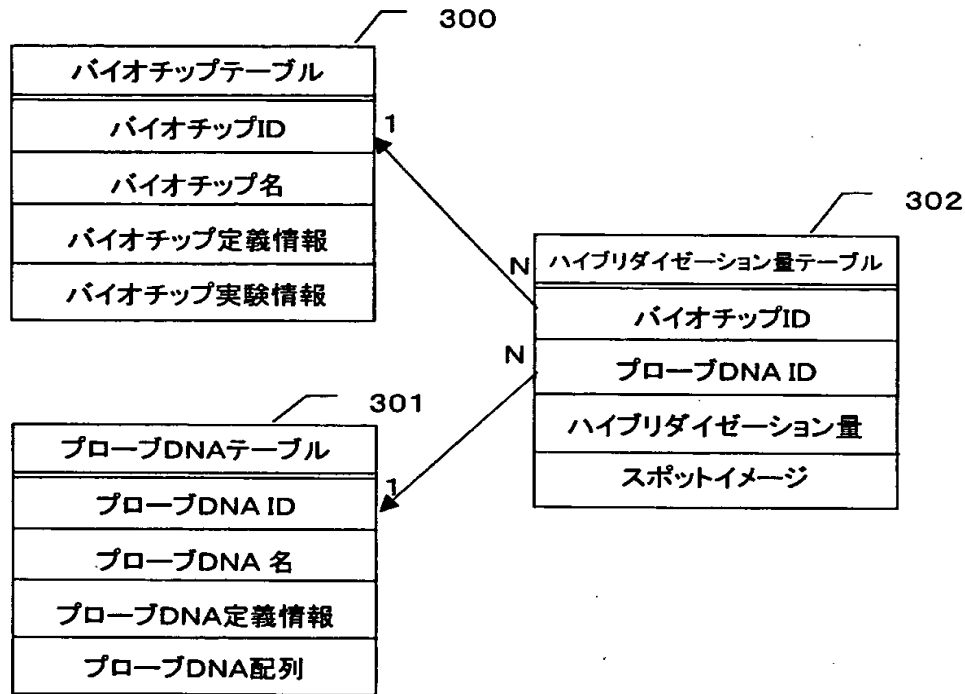 300
バイオチップテーブル
バイオチップID
バイオチップ名
バイオチップ定義情報
バイオチップ実験情報
1
302
N
ハイブリダイゼーション量テーブル
バイオチップID
プローブDNA ID
ハイブリダイゼーション量
スポットイメージ
N
301
プローブDNAテーブル
1
プローブDNA ID
プローブDNA 名
プローブDNA定義情報
プローブDNA配列